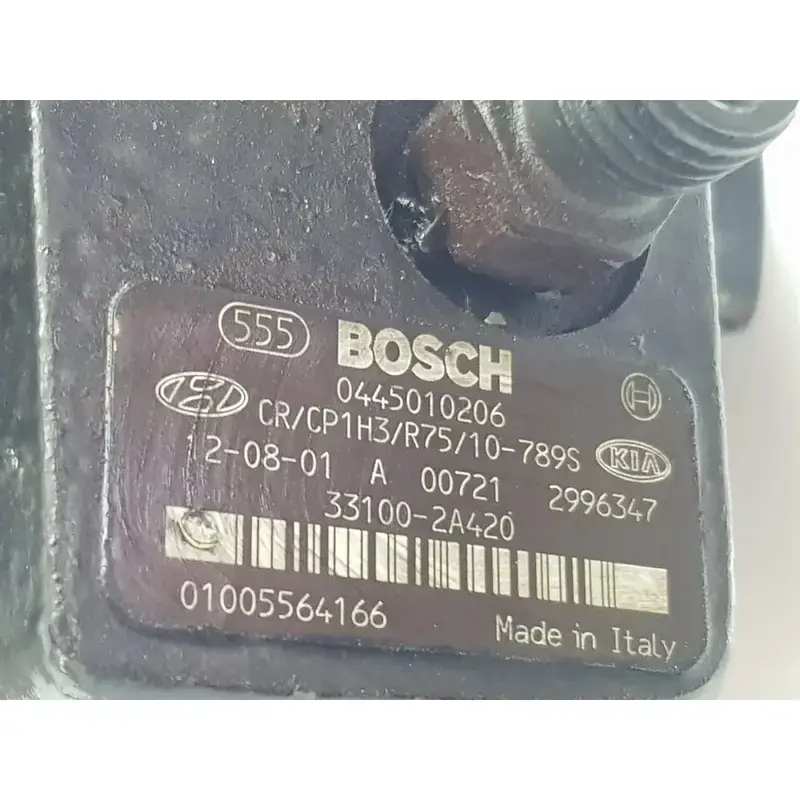 555 BOSCH
0445010206
CR/CP1H3/R75/10-789S KIA
12-08-01 A 00721 2996347
33100-2A420
01005564166
Made in Italy